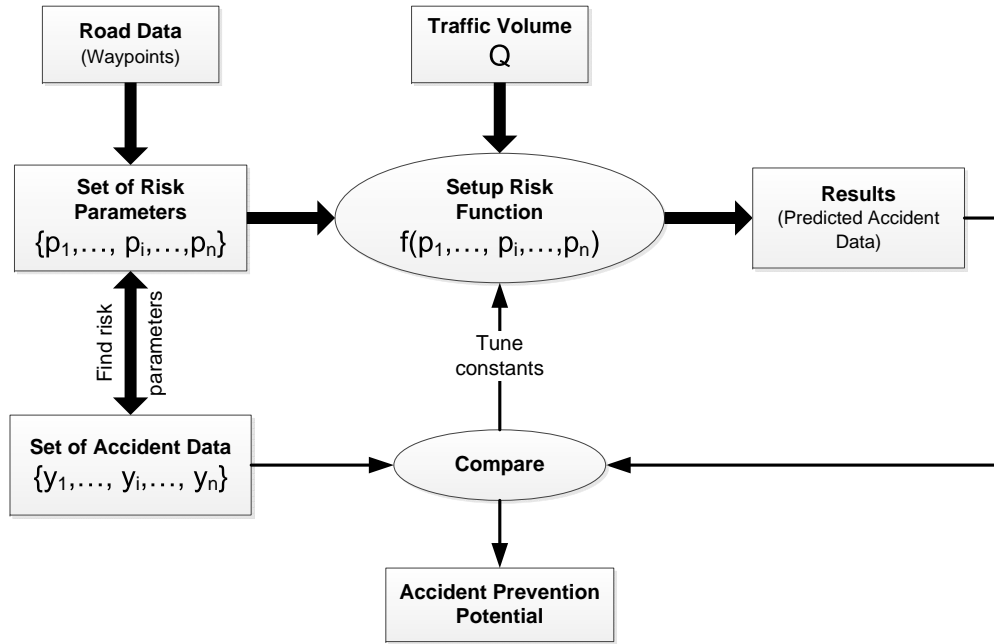 Road Data
(Waypoints)
Traffic Volume
Q
Set of Risk
Parameters
{p1,…, pi,…,pn}
Setup Risk
Function
f(p1,…, pi,…,pn)
Results
(Predicted Accident
Data)
Find risk
parameters
Tune
constants
Set of Accident Data
{y1,…, yi,…, yn}
Compare
Accident Prevention
Potential